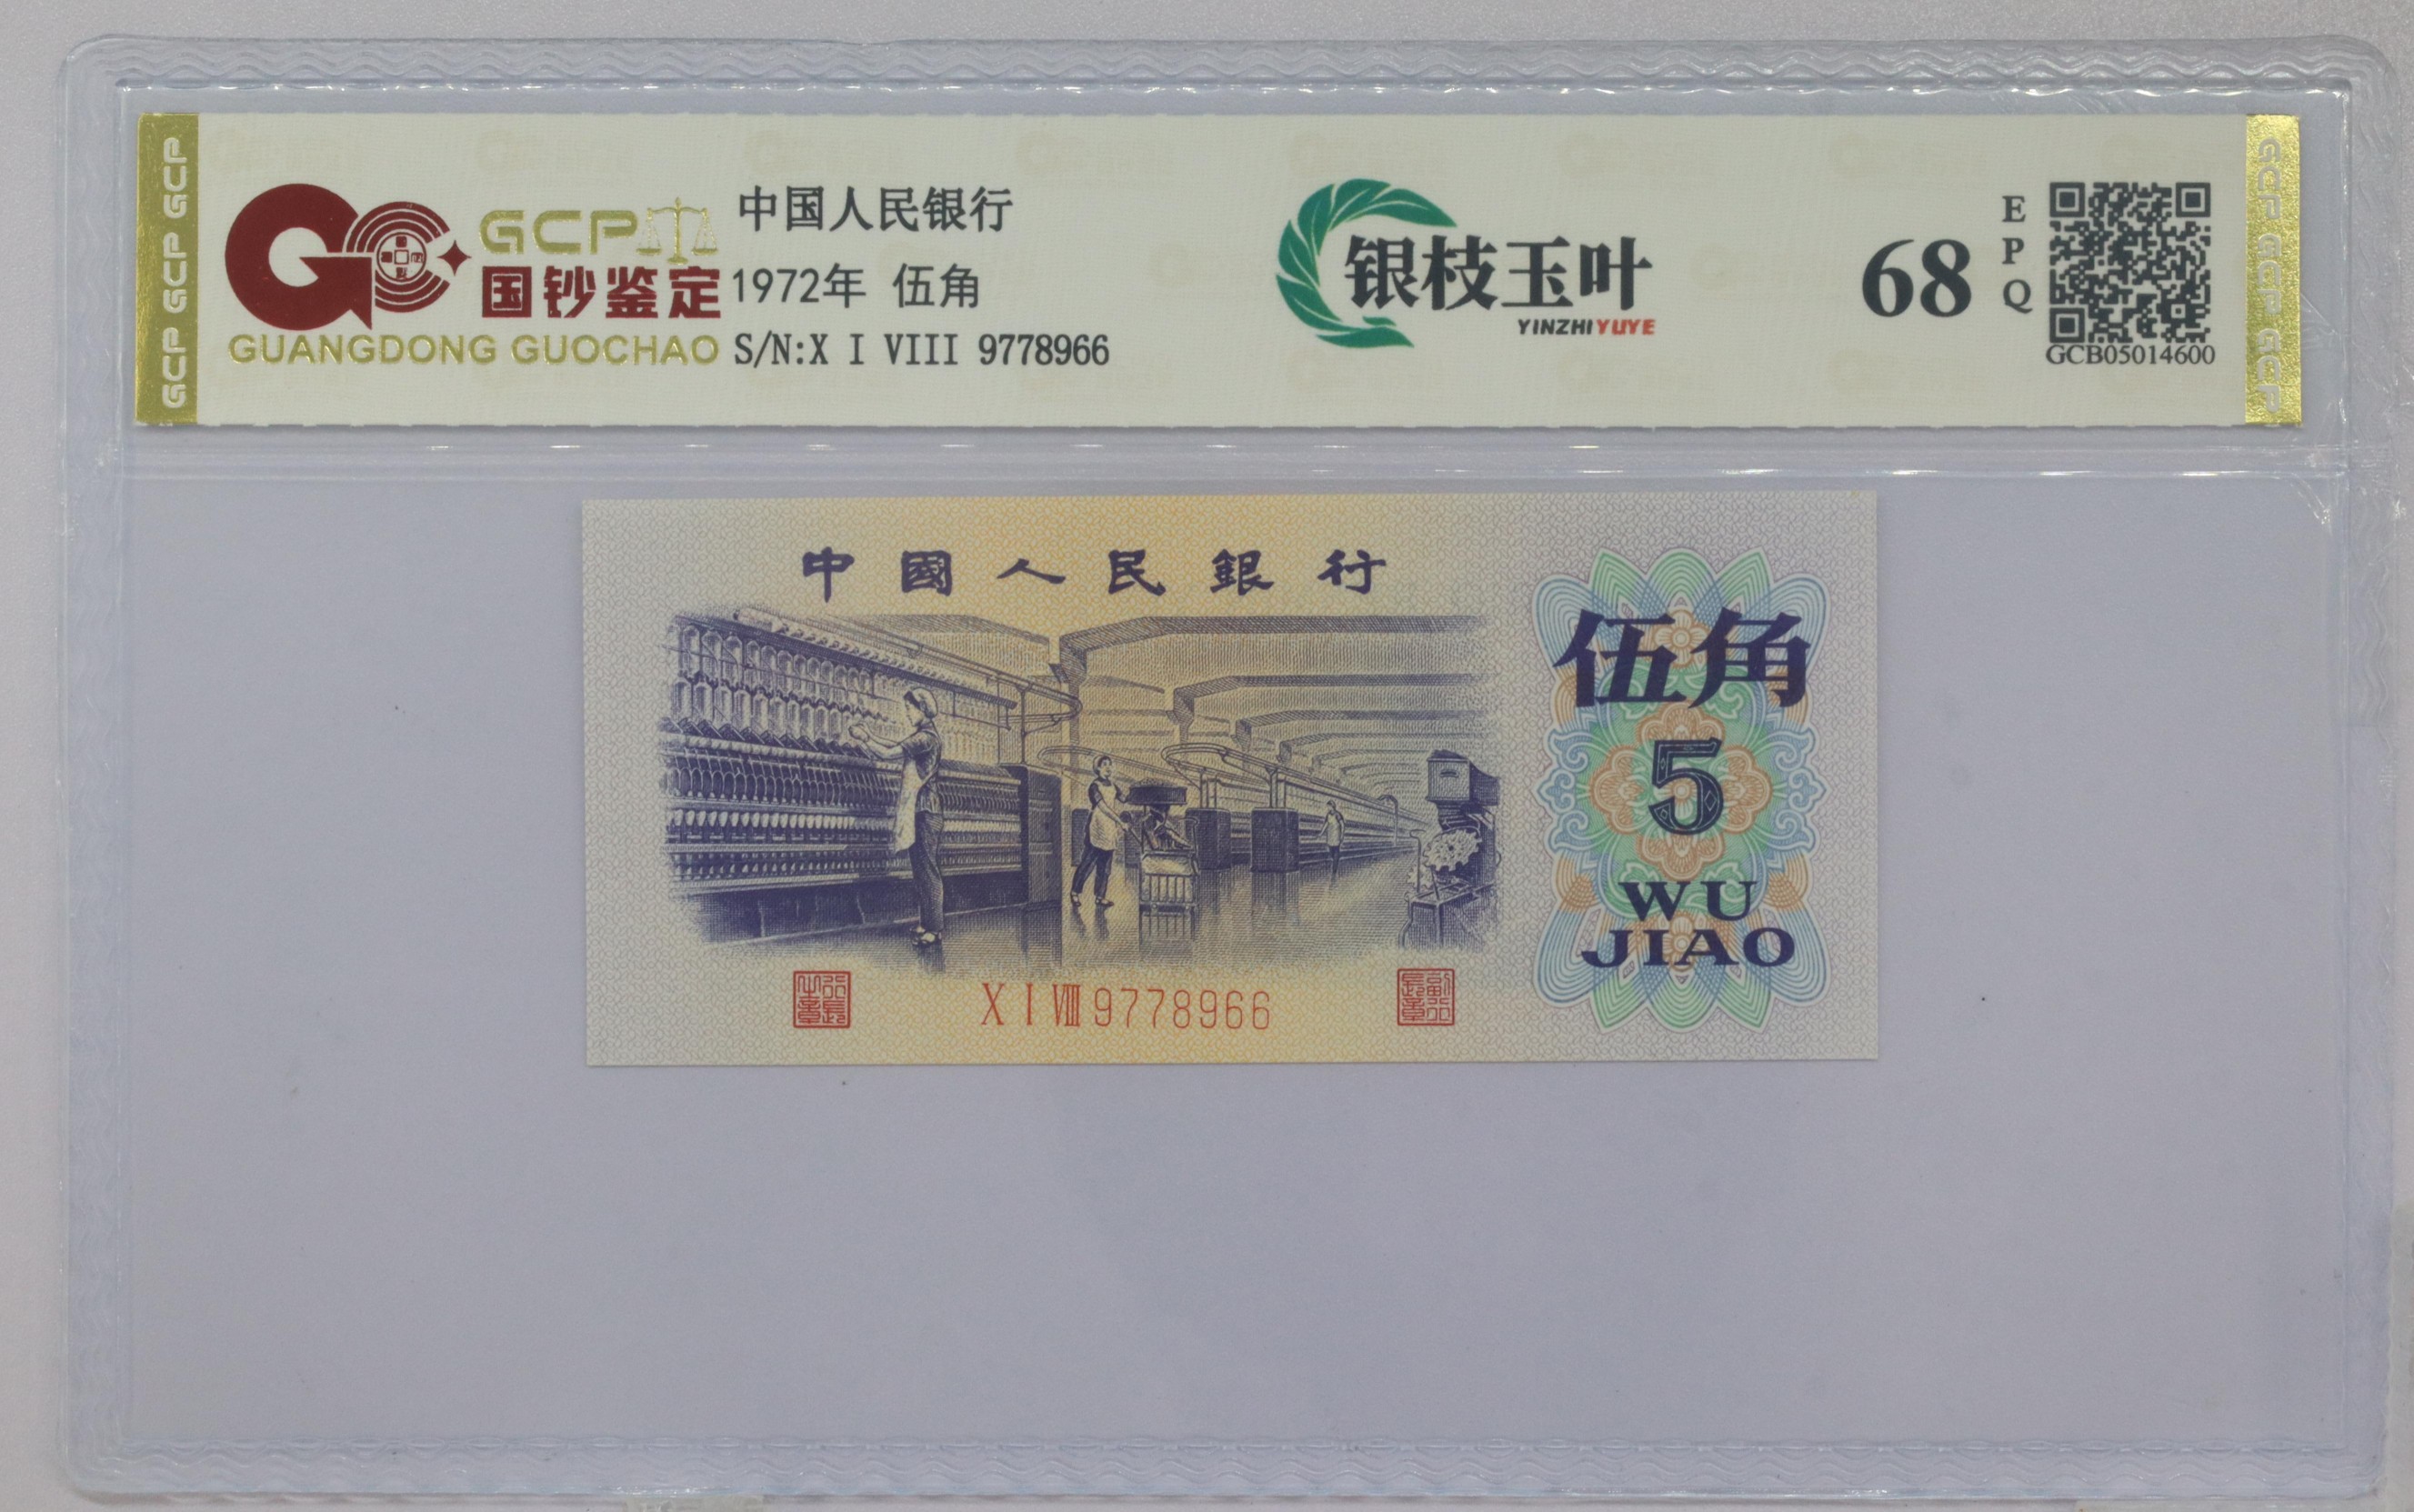 GCP GCP GCP
GCP
国钞鉴定
GUANGDONG GUOCHAO
中国人民银行
1972年 伍角
S/N:X I VIII 9778966
银枝玉叶
YINZHIYUYE
68
EPQ
GCB05014600
GCP GCP GCP
中國人民銀行
伍角
5
WU
JIAO
X I VIII 9778966